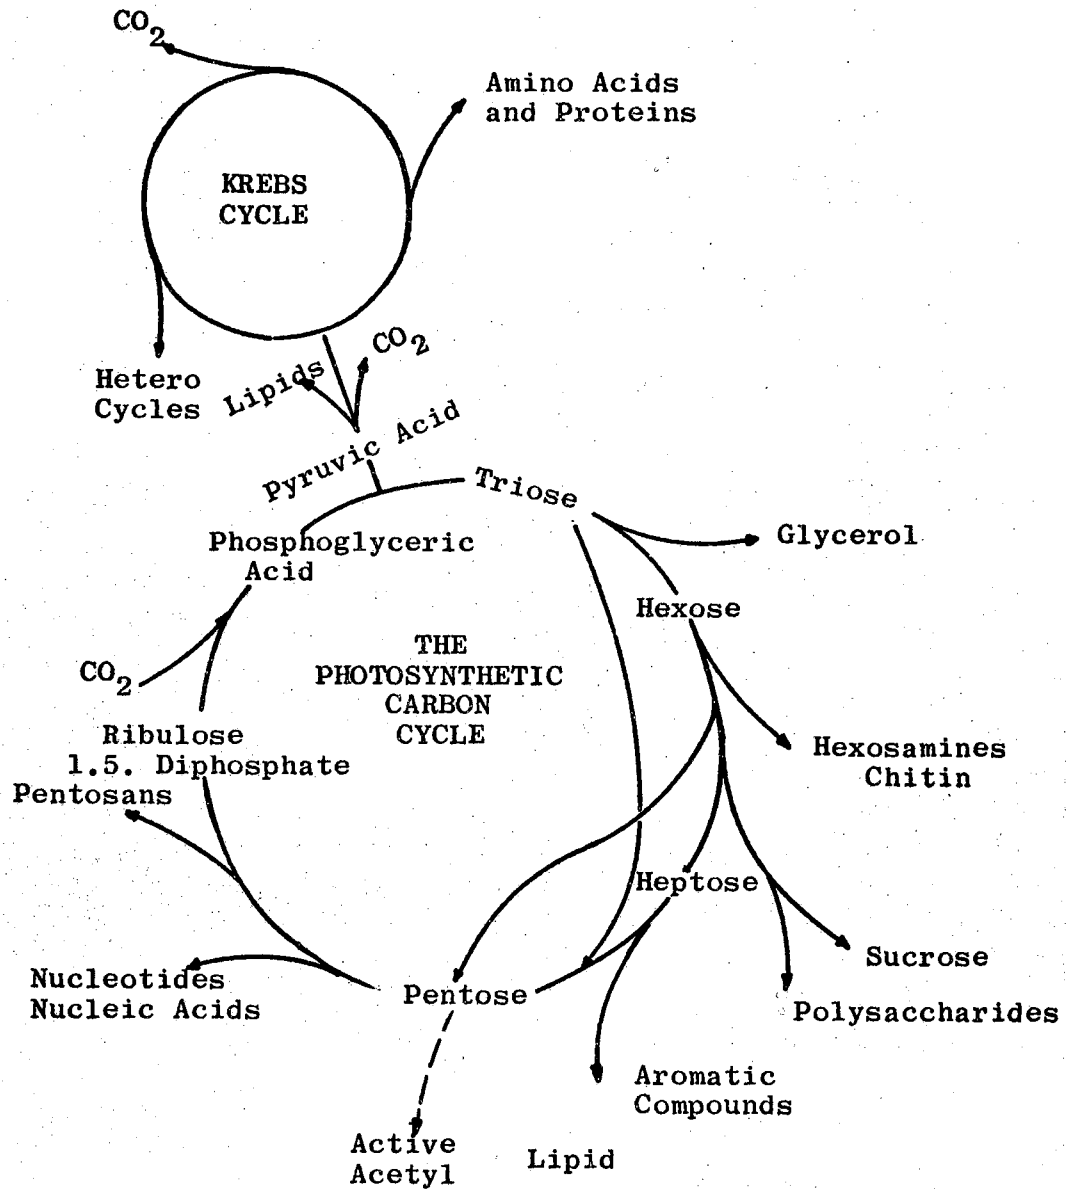 CO2
Amino Acids
and Proteins
KREBS
CYCLE
CO2
Hetero
Cycles
Lipids
Pyruvic Acid
Triose
Phosphoglyceric
Acid
Glycerol
Hexose
THE
PHOTOSYNTHETIC
CARBON
CYCLE
CO2
Ribulose
1.5. Diphosphate
Pentosans
Hexosamines
Chitin
Heptose
Sucrose
Polysaccharides
Nucleotides
Nucleic Acids
Pentose
Aromatic
Compounds
Active
Acetyl
Lipid